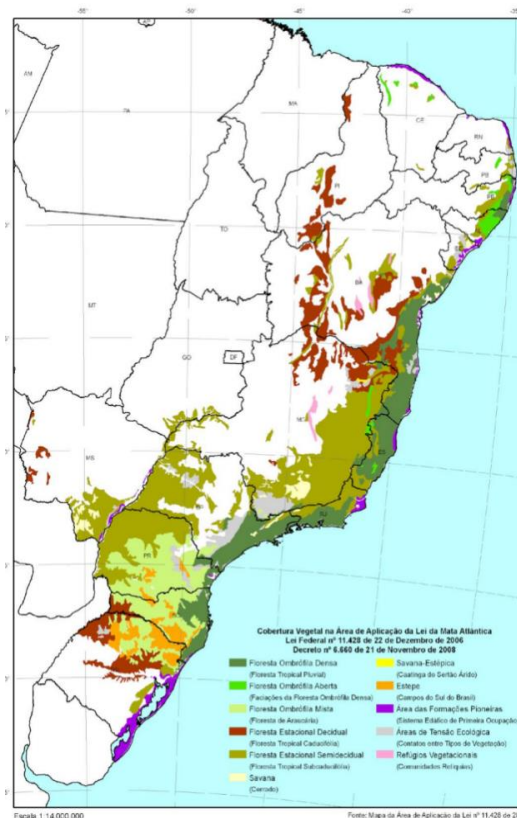 -55° -50° -45° -40° -35°
AP
AM
PA
MA
CE
RN
PB
PE
PI
TO
BA
MT
GO
DF
MG
MS
ES
RJ
PR
Cobertura Vegetal na Área de Aplicação da Lei da Mata Atlântica
Lei Federal nº 11.428 de 22 de Dezembro de 2006
Decreto nº 6.660 de 21 de Novembro de 2008
Floresta Ombrófila Densa
(Floresta Tropical Pluvial)
Floresta Ombrófila Aberta
(Faciações da Floresta Ombrófila Densa)
Floresta Ombrófila Mista
(Floresta de Araucária)
Floresta Estacional Decidual
(Floresta Tropical Caducifólia)
Floresta Estacional Semidecidual
(Floresta Tropical Subcaducifólia)
Savana
(Cerrado)
Savana-Estépica
(Caatinga do Sertão Árido)
Estepe
(Campos do Sul do Brasil)
Área das Formações Pioneiras
(Sistema Edáfico de Primeira Ocupação)
Áreas de Tensão Ecológica
(Contatos entre Tipos de Vegetação)
Refúgios Vegetacionais
(Comunidades Relíquias)
Escala 1:14.000.000
Fonte: Mapa da Área de Aplicação da Lei nº 11.428 de 20